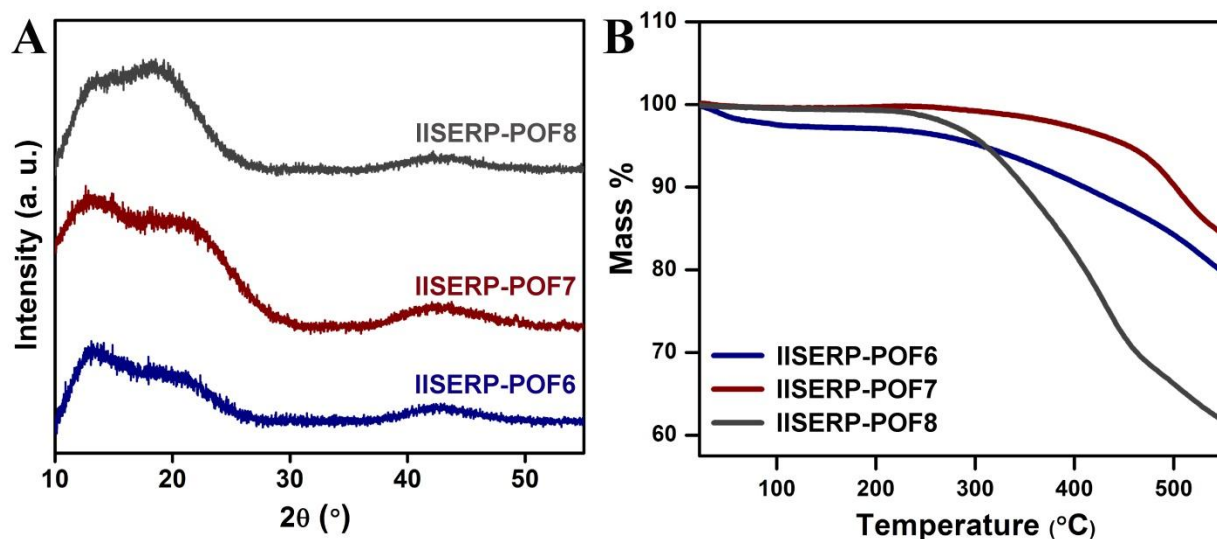 A
IISERP-POF8
IISERP-POF7
IISERP-POF6
Intensity (a. u.)
10 20 30 40 50
2θ (°)
B
110
100
90
80
70
60
Mass %
IISERP-POF6
IISERP-POF7
IISERP-POF8
100 200 300 400 500
Temperature (°C)